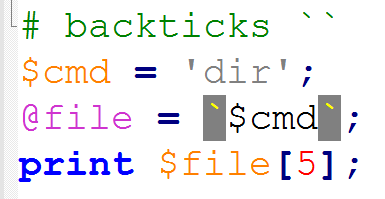 # backticks ``
$cmd = 'dir';
@file = `$cmd`;
print $file[5];